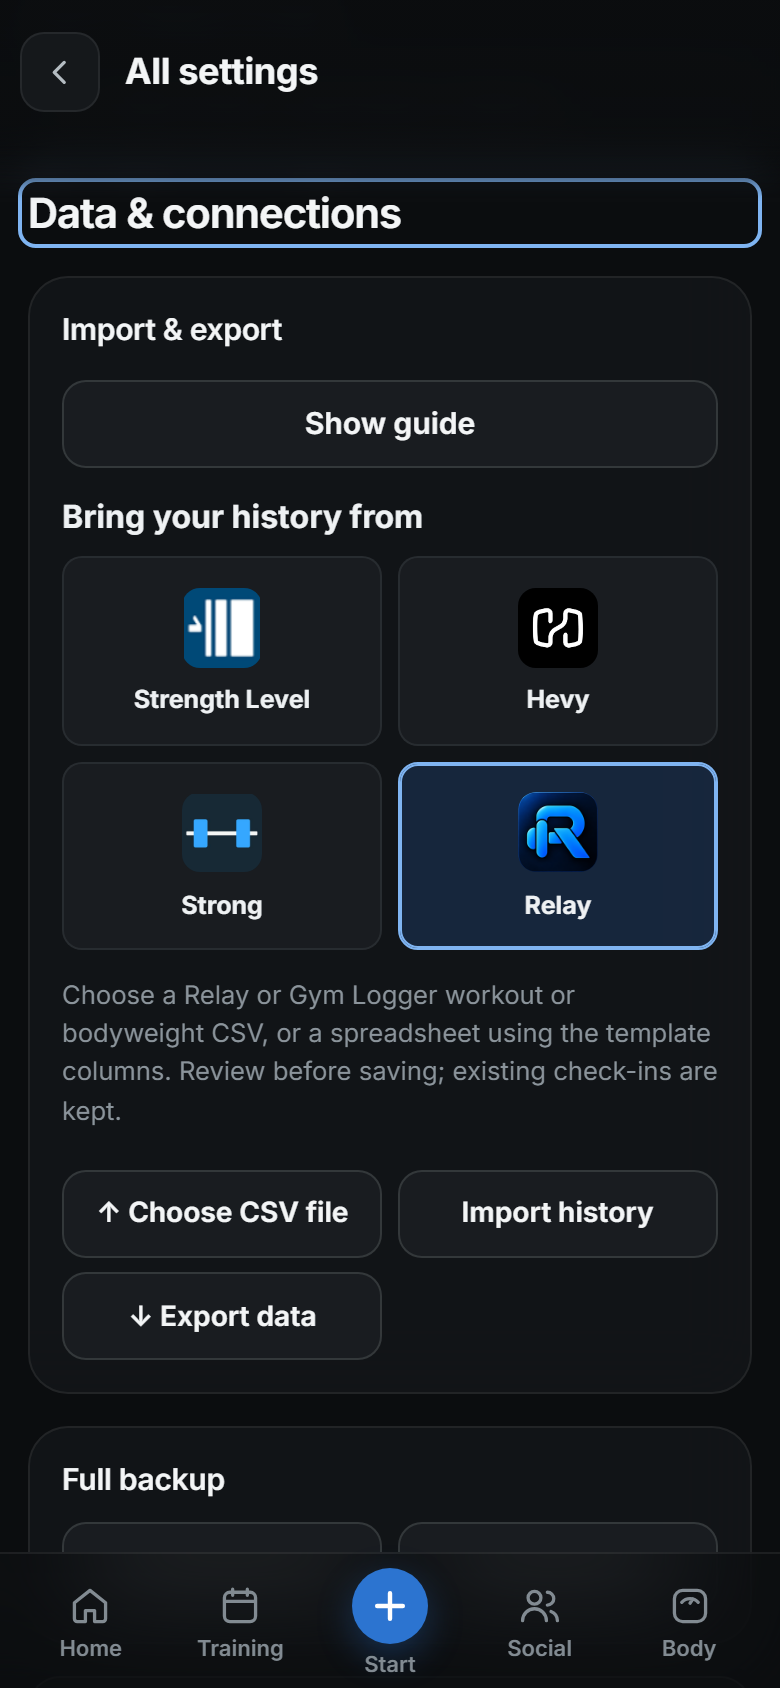 All settings
Data & connections
Import & export
Show guide
Bring your history from
Strength Level
Hevy
Strong
Relay
Choose a Relay or Gym Logger workout or
bodyweight CSV, or a spreadsheet using the template
columns. Review before saving; existing check-ins are
kept.
↑ Choose CSV file
Import history
↓ Export data
Full backup
Home
Training
Start
Social
Body